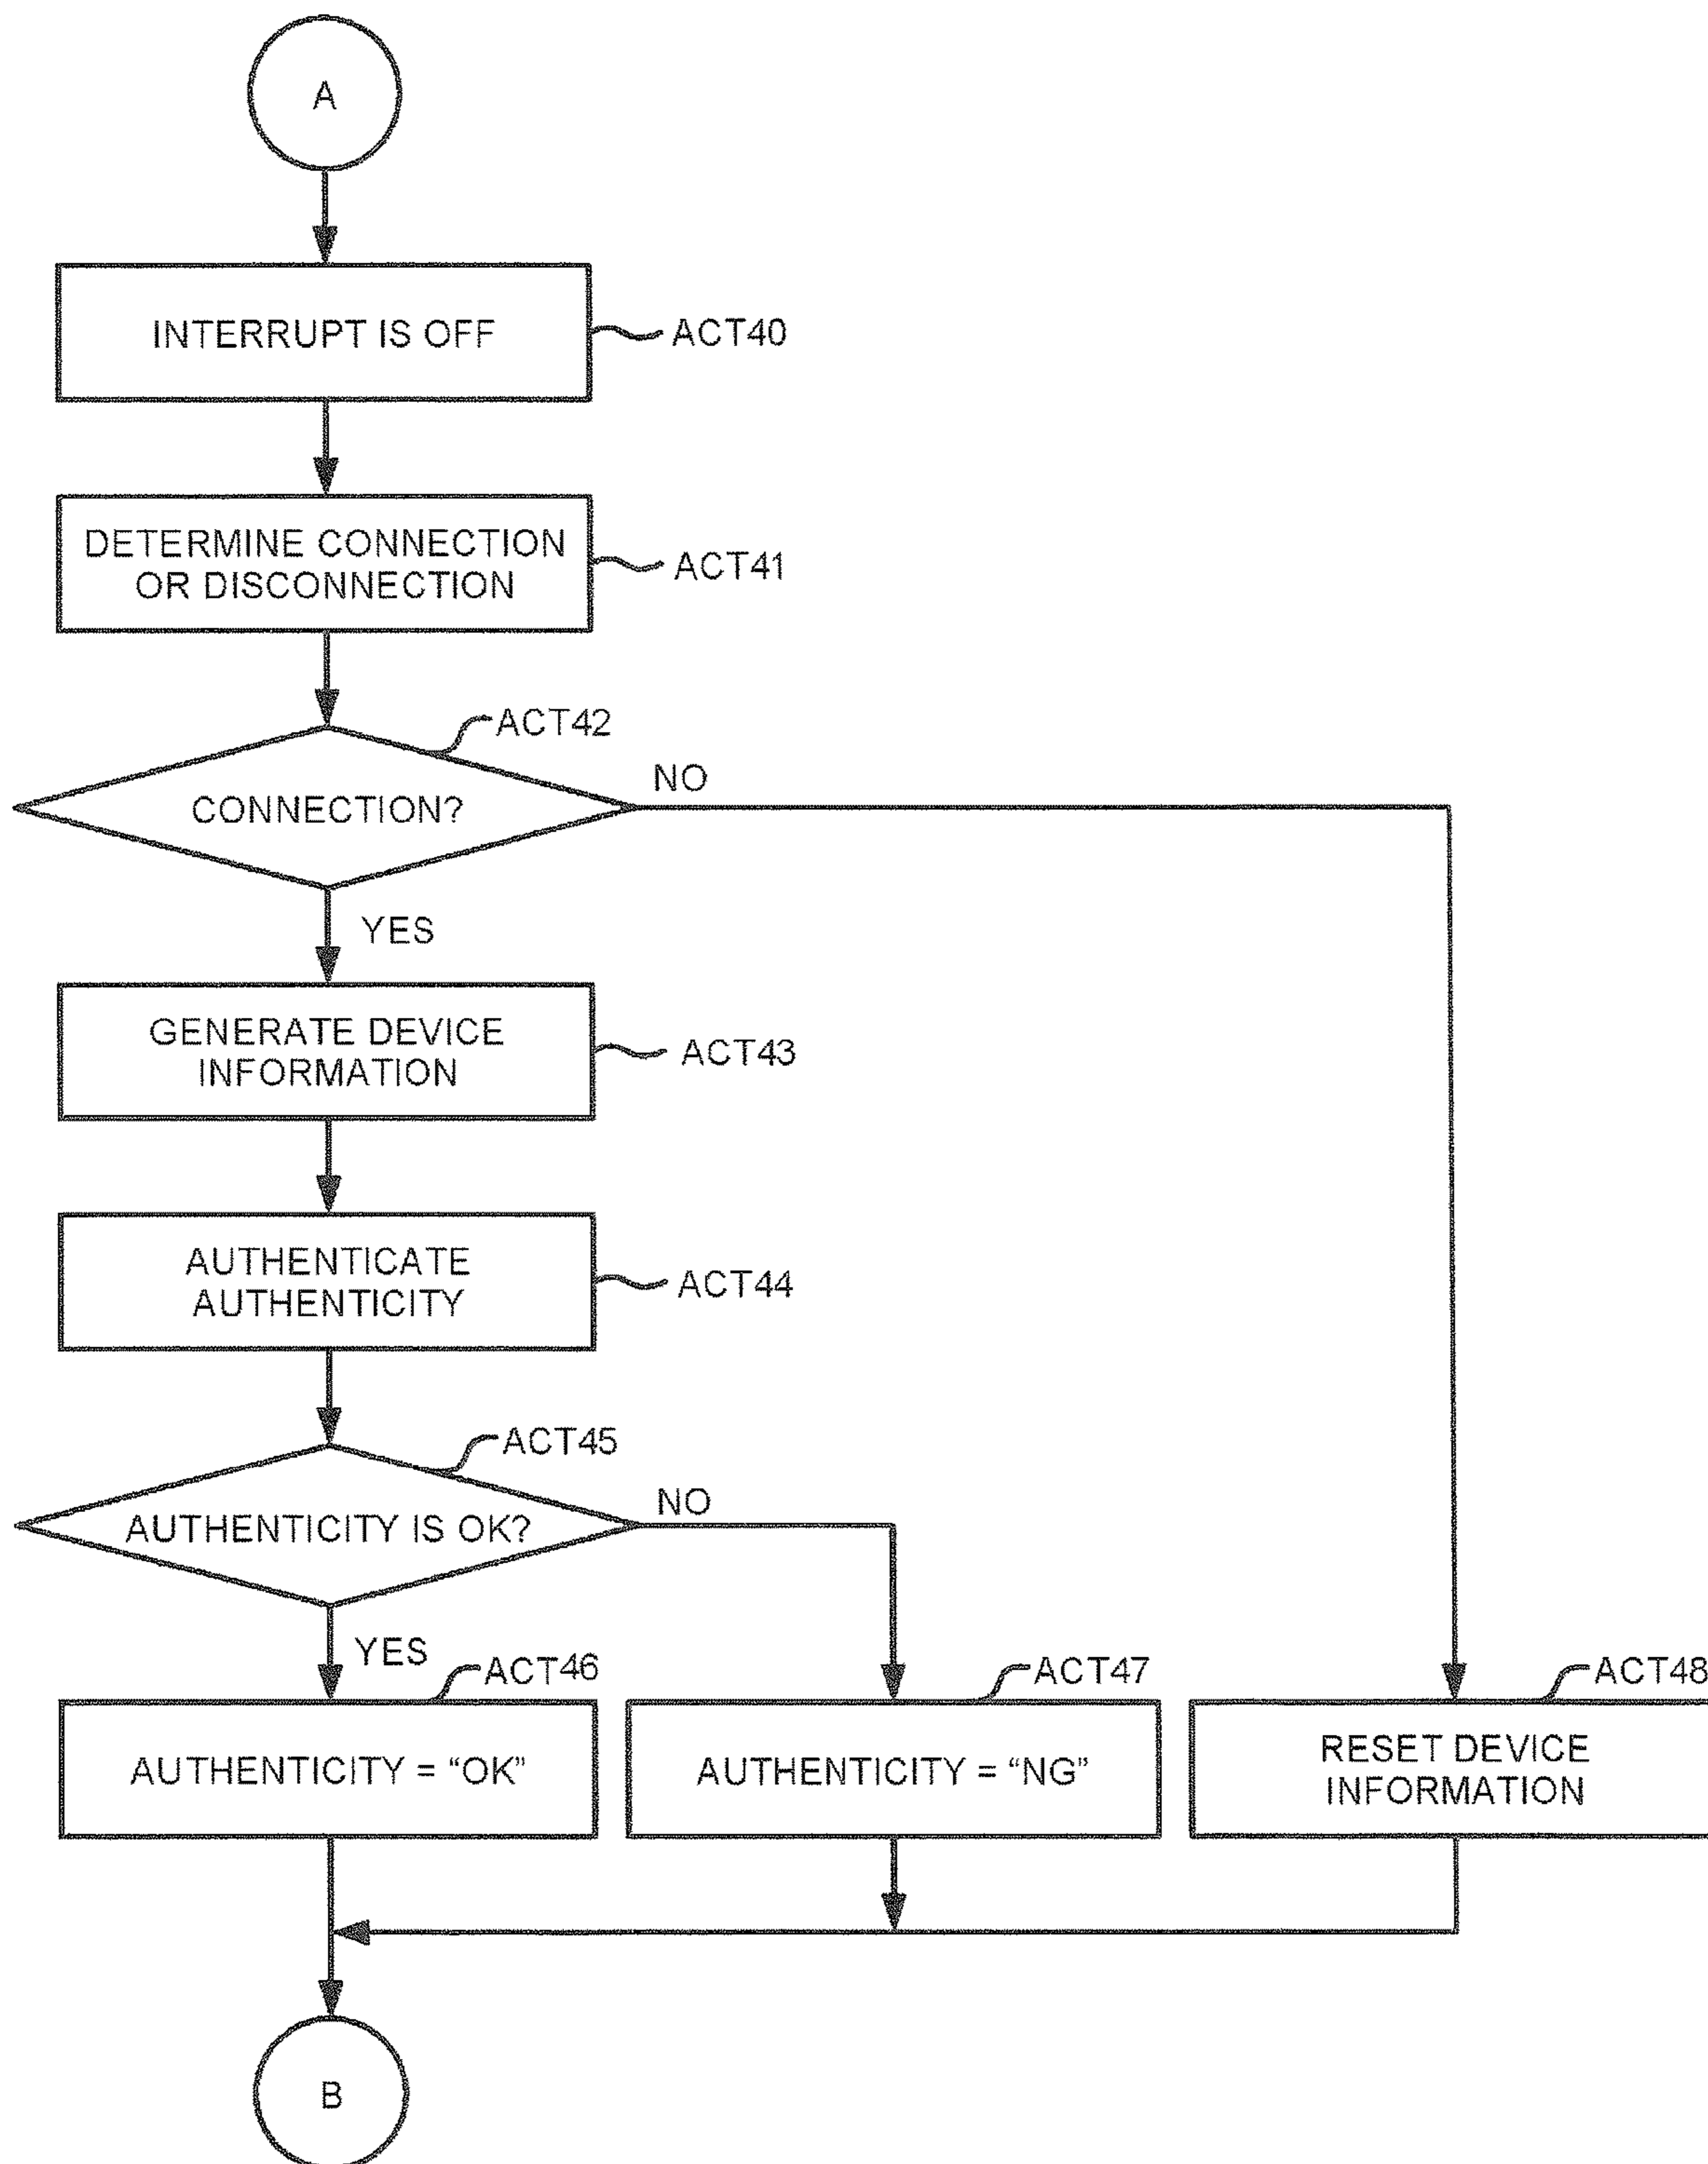 A
INTERRUPT IS OFF
ACT40
DETERMINE CONNECTION
OR DISCONNECTION
ACT41
ACT42
CONNECTION?
NO
YES
GENERATE DEVICE
INFORMATION
ACT43
AUTHENTICATE
AUTHENTICITY
ACT44
ACT45
AUTHENTICITY IS OK?
NO
YES
ACT46
AUTHENTICITY = “OK”
ACT47
AUTHENTICITY = “NG”
ACT48
RESET DEVICE
INFORMATION
B